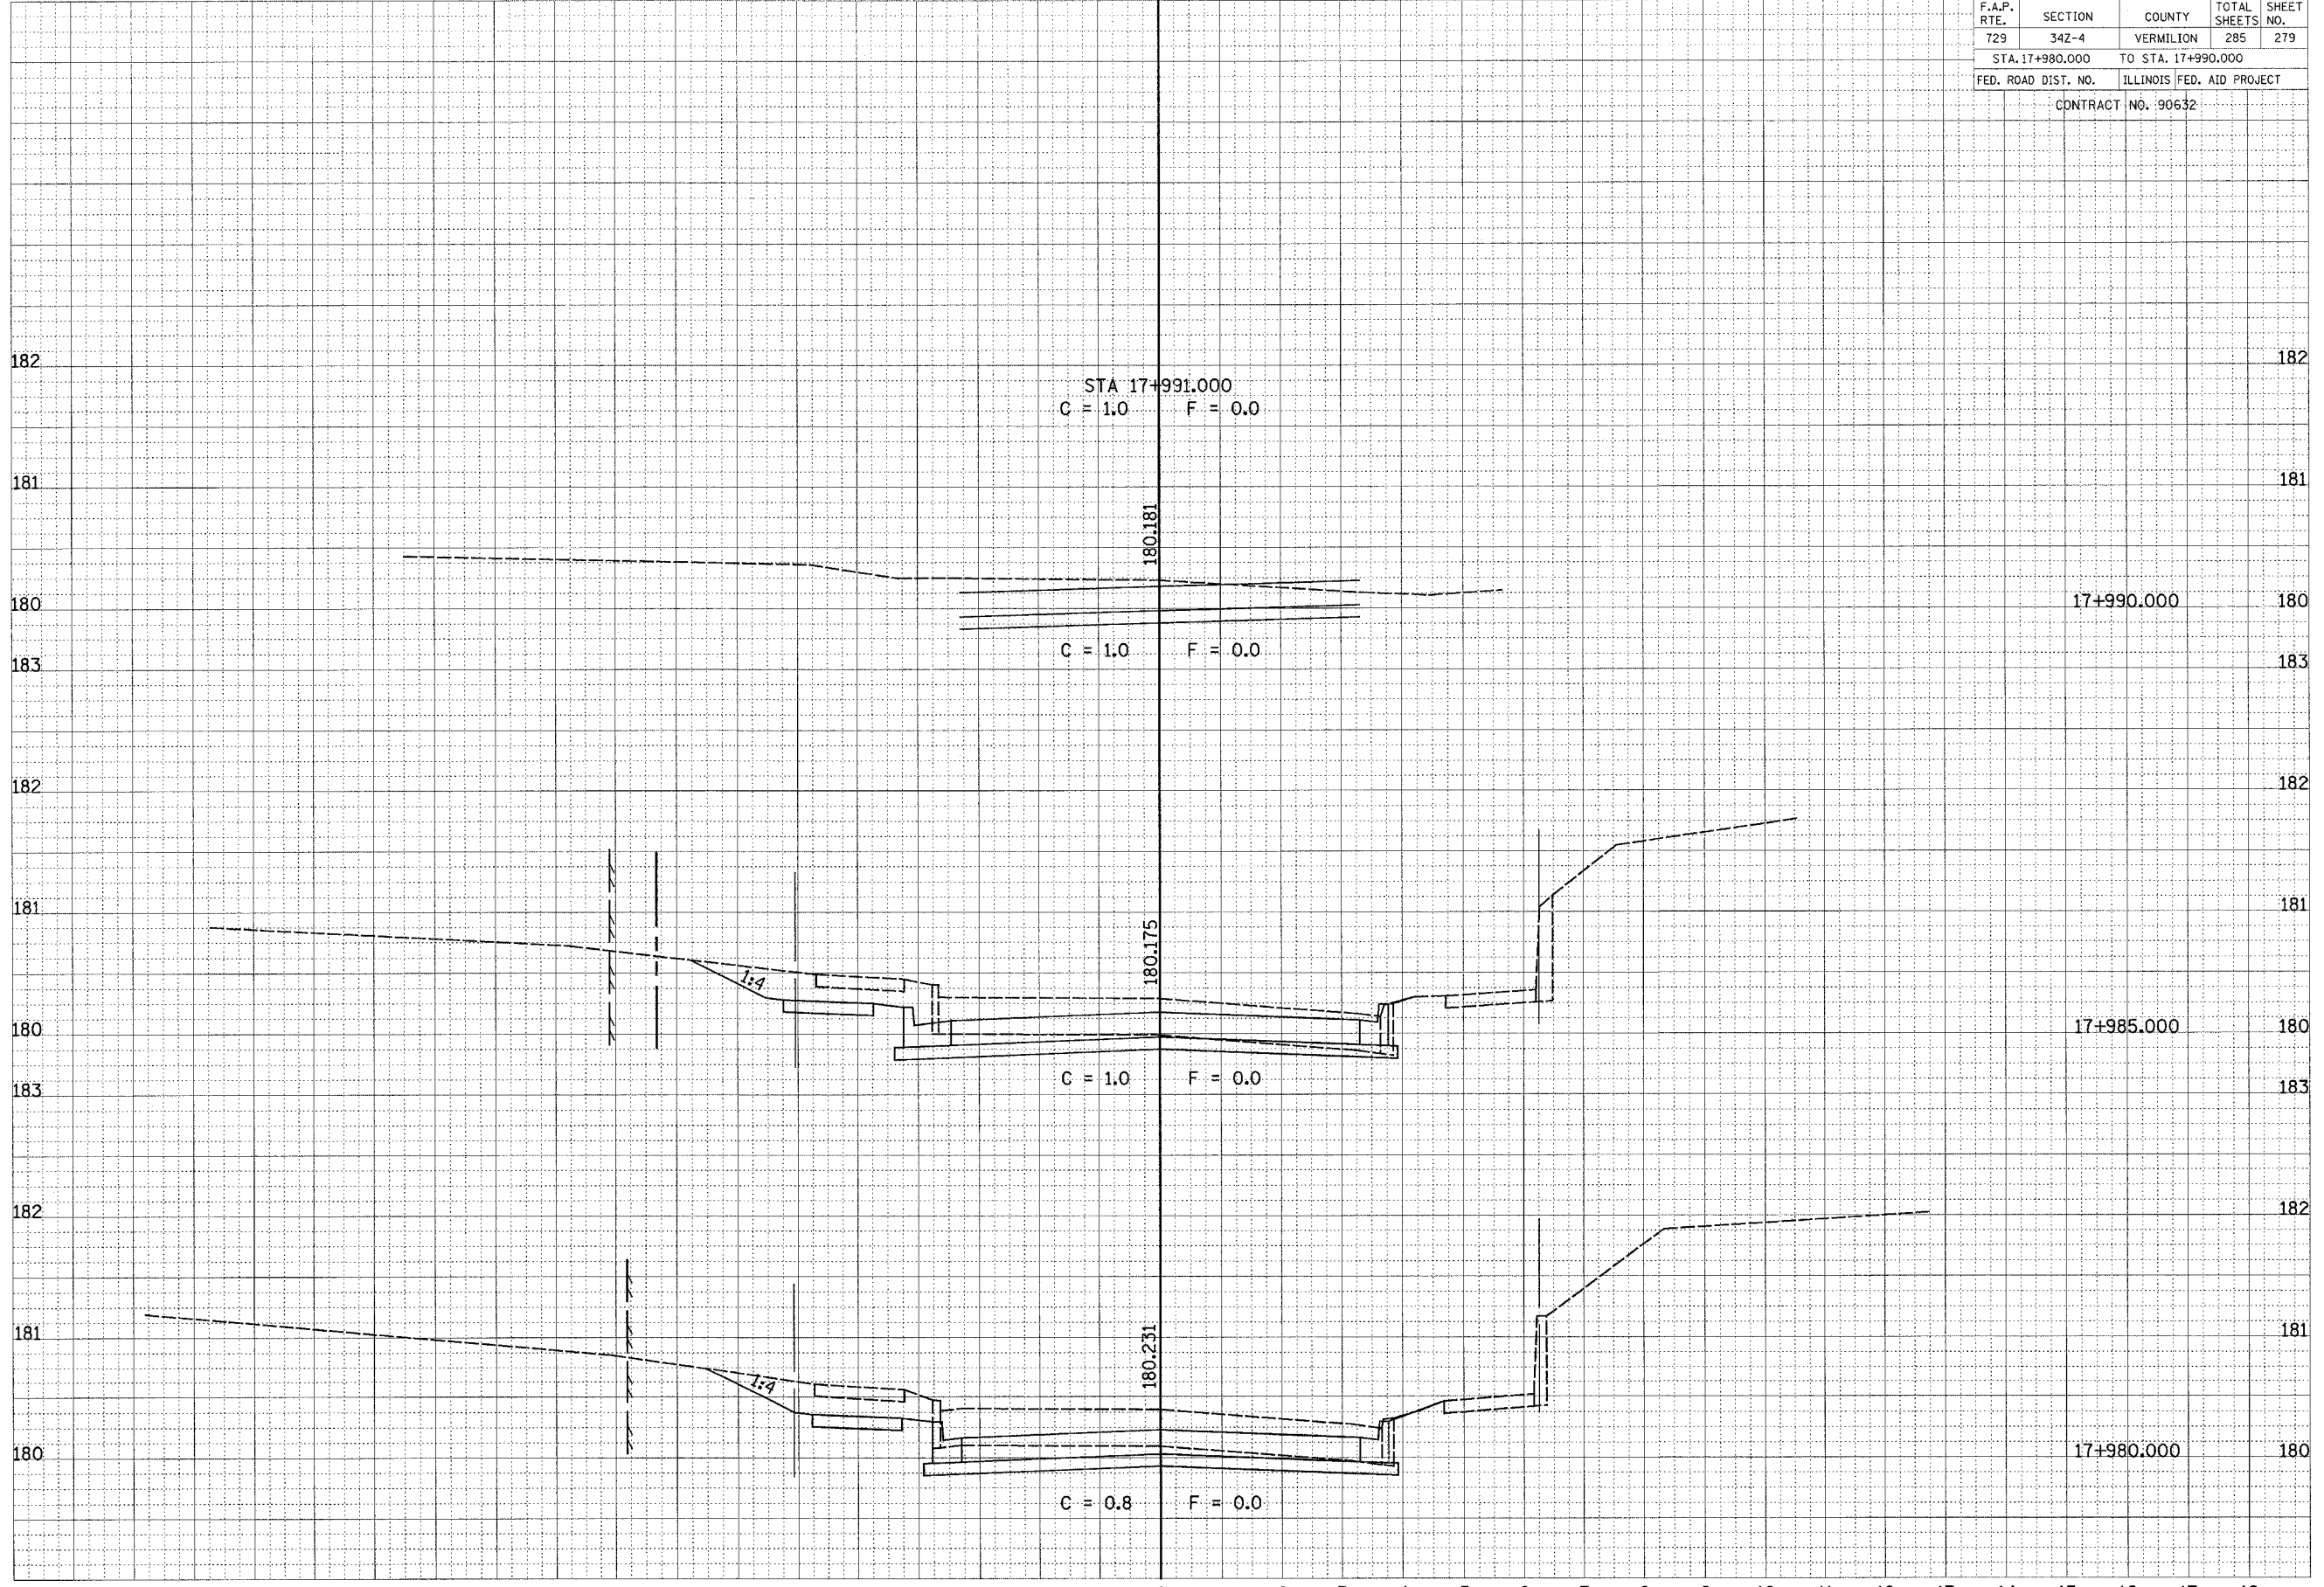 F.A.P. RTE. SECTION COUNTY TOTAL SHEETS SHEET NO.
729 34Z-4 VERMILION 285 279
STA. 17+980.000 TO STA. 17+990.000
FED. ROAD DIST. NO. ILLINOIS FED. AID PROJECT
CONTRACT NO. 90632
182 182
STA 17+991.000
C = 1.0 F = 0.0
181 181
180.181
180 17+990.000 180
C = 1.0 F = 0.0
183 183
182 182
181 181
180.175
1:4
180 17+985.000 180
C = 1.0 F = 0.0
183 183
182 182
181 181
180.231
1:4
180 17+980.000 180
C = 0.8 F = 0.0